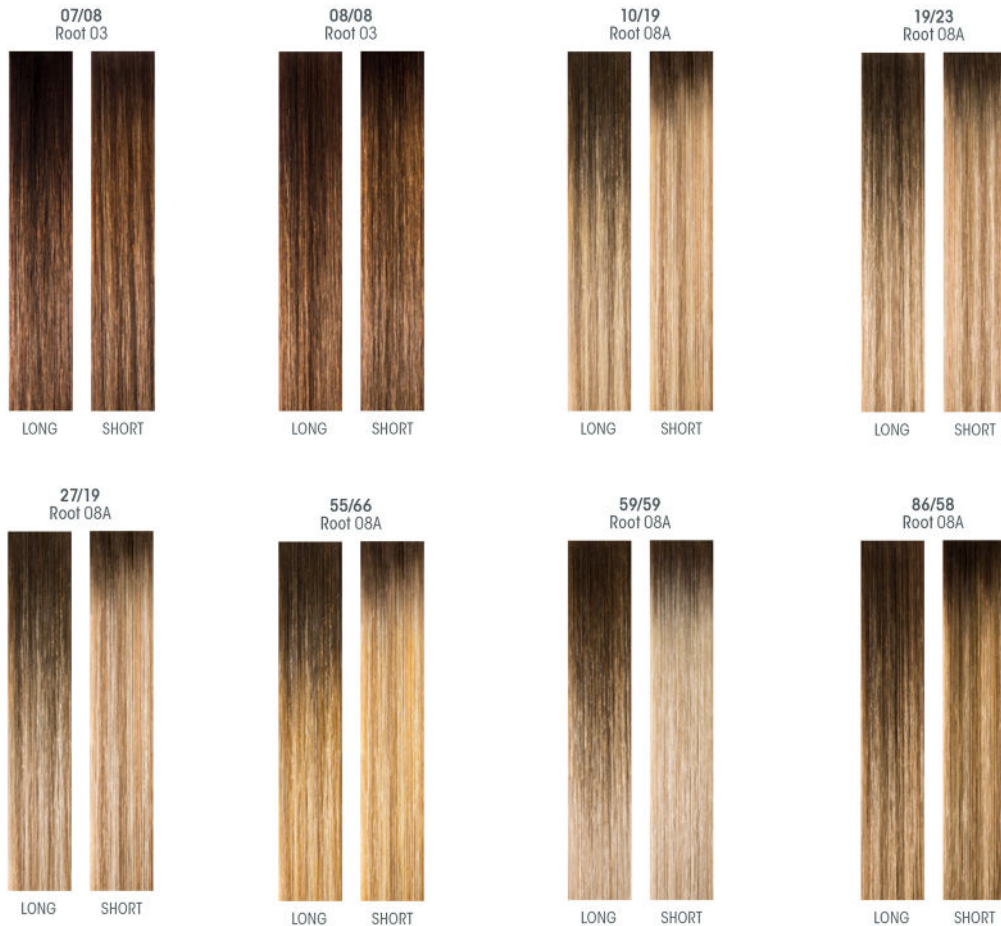 07/08
Root 03
LONG SHORT
08/08
Root 03
LONG SHORT
10/19
Root 08A
LONG SHORT
19/23
Root 08A
LONG SHORT
27/19
Root 08A
LONG SHORT
55/66
Root 08A
LONG SHORT
59/59
Root 08A
LONG SHORT
86/58
Root 08A
LONG SHORT